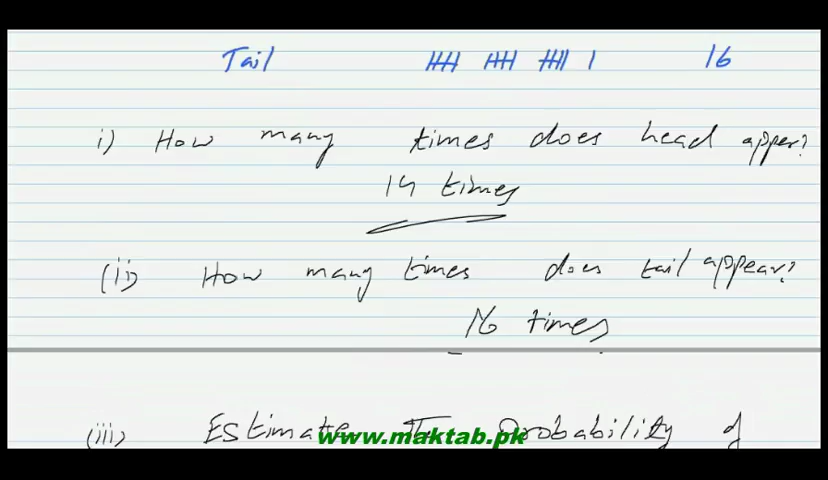 Tail 𝍸 𝍸 𝍸 | 16
i) How many times does head apper?
14 times
(ii) How many times does tail appear?
16 times
(iii) Estimate The probability of
www.maktab.pk